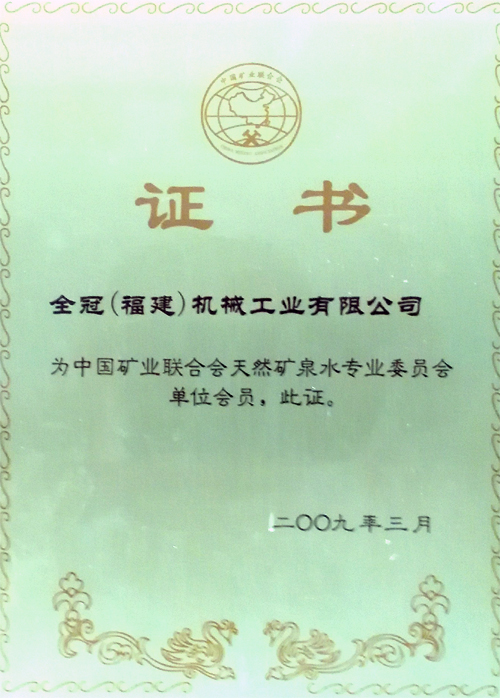 中国矿业联合会
证 书
全冠(福建)机械工业有限公司
为中国矿业联合会天然矿泉水专业委员会
单位会员，此证。
二〇〇九年三月